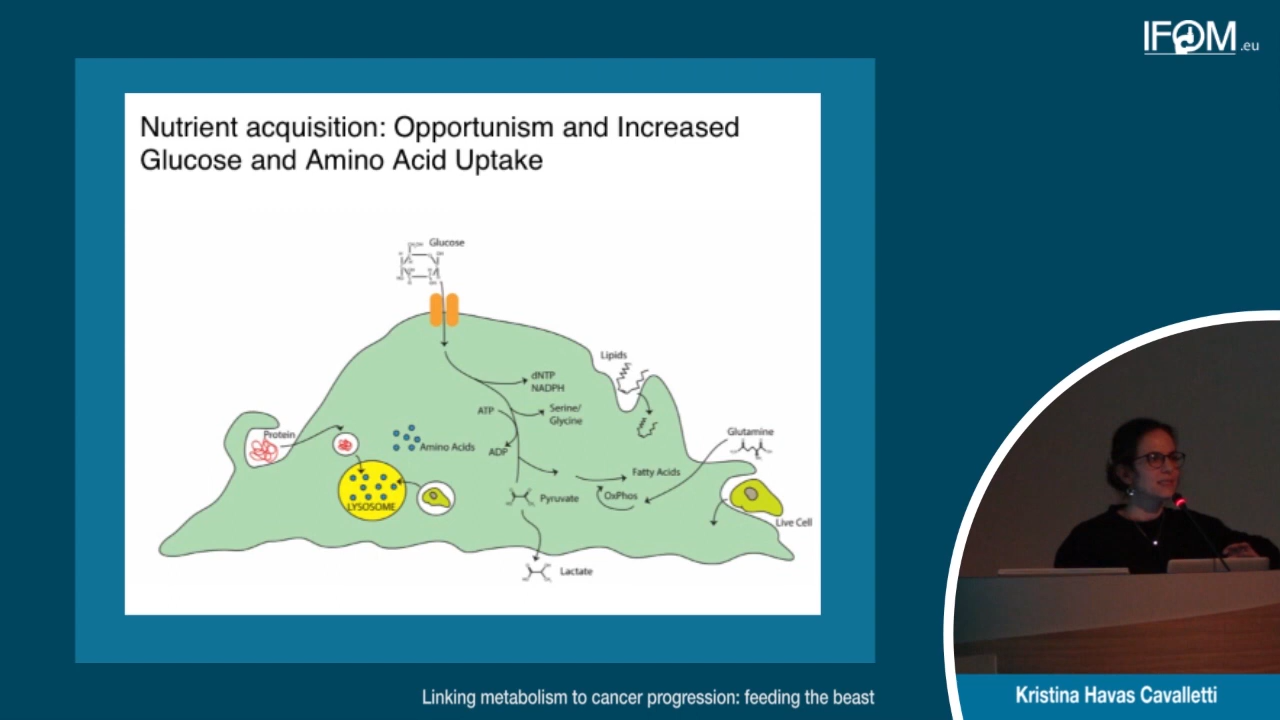 IFOM.eu
Nutrient acquisition: Opportunism and Increased
Glucose and Amino Acid Uptake
Glucose
Lipids
dNTP
NADPH
ATP
Serine/
Glycine
Protein
Amino Acids
ADP
Glutamine
Fatty Acids
LYSOSOME
Pyruvate
OxPhos
Live Cell
Lactate
Linking metabolism to cancer progression: feeding the beast
Kristina Havas Cavalletti